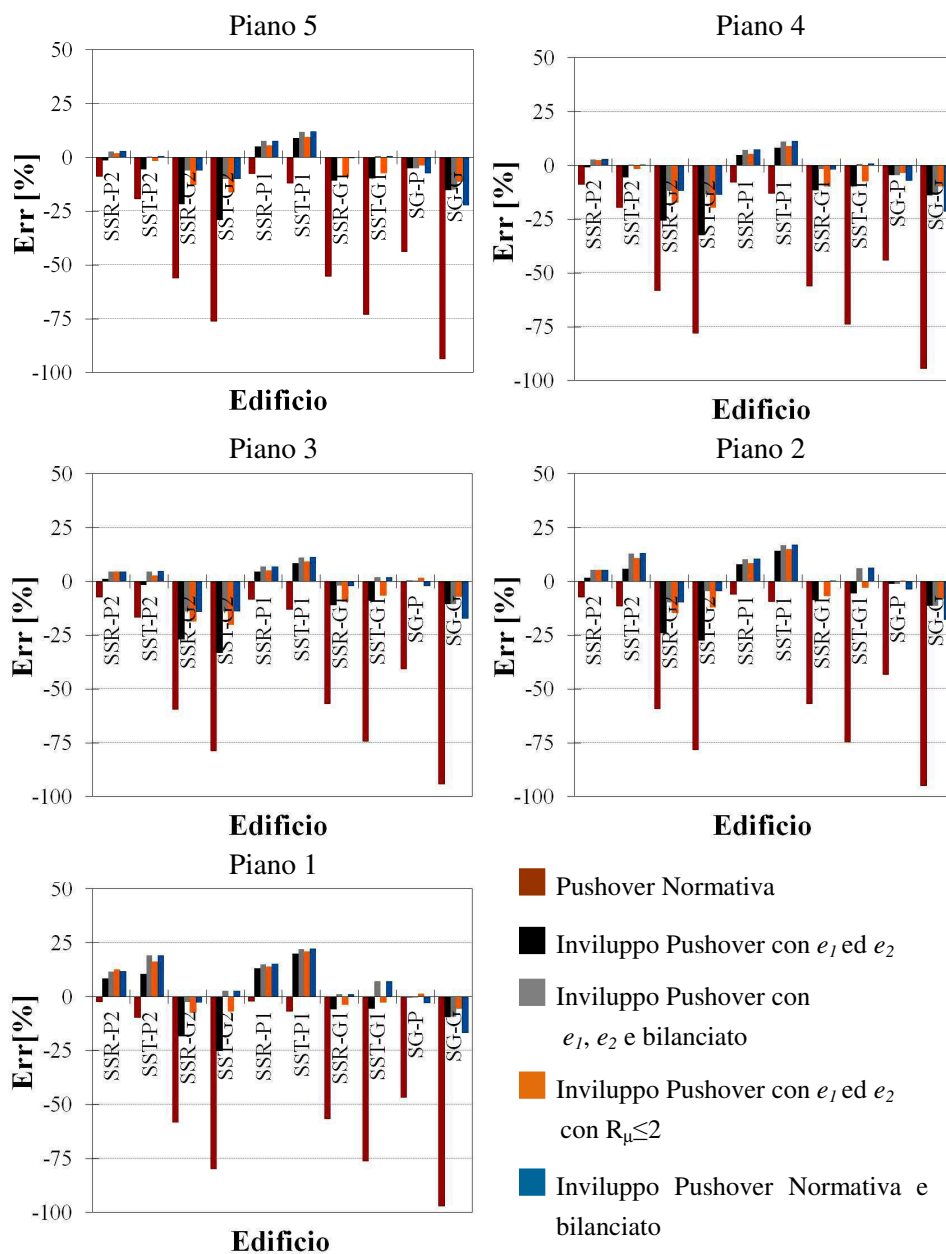 Piano 5
50
25
0
-25
-50
-75
-100
Err [%]
SSR-P2
SST-P2
SSR-G2
SST-G2
SSR-P1
SST-P1
SSR-G1
SST-G1
SG-P
SG-G
Edificio
Piano 4
50
25
0
-25
-50
-75
-100
Err [%]
SSR-P2
SST-P2
SSR-G2
SST-G2
SSR-P1
SST-P1
SSR-G1
SST-G1
SG-P
SG-G
Edificio
Piano 3
50
25
0
-25
-50
-75
-100
Err [%]
SSR-P2
SST-P2
SSR-G2
SST-G2
SSR-P1
SST-P1
SSR-G1
SST-G1
SG-P
SG-G
Edificio
Piano 2
50
25
0
-25
-50
-75
-100
Err [%]
SSR-P2
SST-P2
SSR-G2
SST-G2
SSR-P1
SST-P1
SSR-G1
SST-G1
SG-P
SG-G
Edificio
Piano 1
50
25
0
-25
-50
-75
-100
Err[%]
SSR-P2
SST-P2
SSR-G2
SST-G2
SSR-P1
SST-P1
SSR-G1
SST-G1
SG-P
SG-G
Edificio
Pushover Normativa
Inviluppo Pushover con e1 ed e2
Inviluppo Pushover con
e1, e2 e bilanciato
Inviluppo Pushover con e1 ed e2
con Rμ≤2
Inviluppo Pushover Normativa e
bilanciato